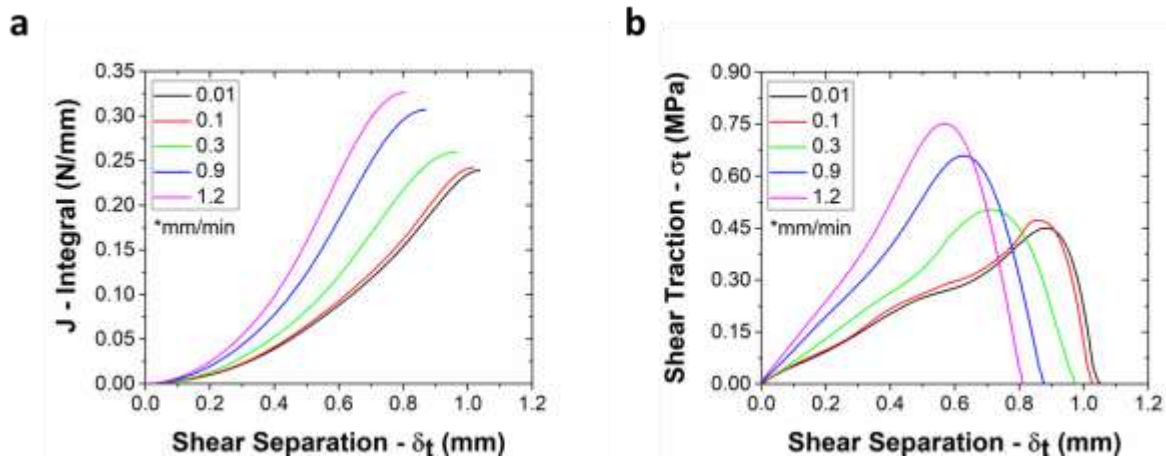 a
J - Integral (N/mm)
0.35
0.30
0.25
0.20
0.15
0.10
0.05
0.00
0.01
0.1
0.3
0.9
1.2
*mm/min
0.0 0.2 0.4 0.6 0.8 1.0 1.2
Shear Separation - δt (mm)
b
Shear Traction - σt (MPa)
0.90
0.75
0.60
0.45
0.30
0.15
0.00
0.01
0.1
0.3
0.9
1.2
*mm/min
0.0 0.2 0.4 0.6 0.8 1.0 1.2
Shear Separation - δt (mm)